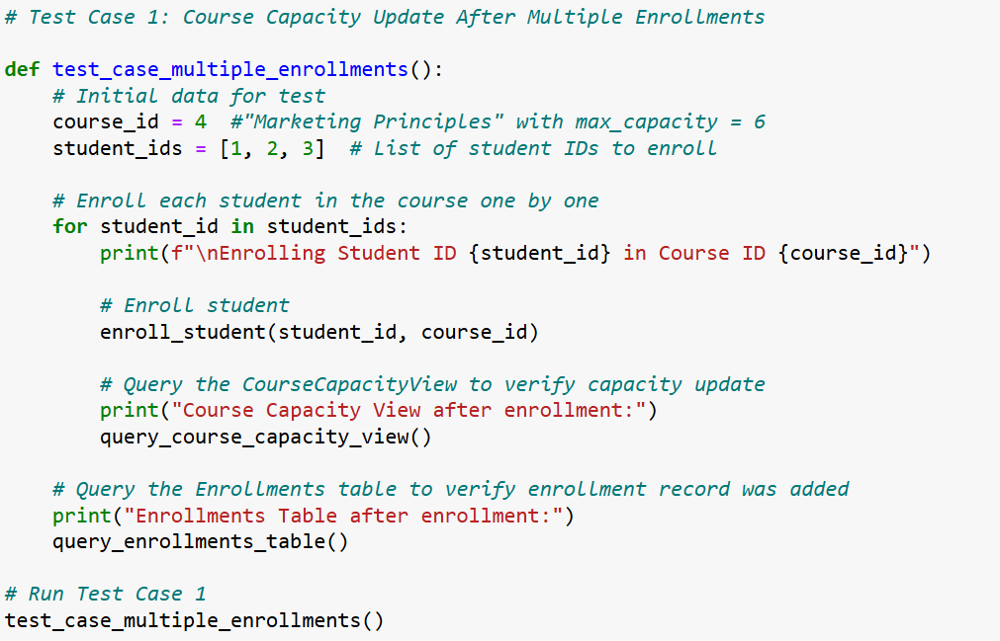 # Test Case 1: Course Capacity Update After Multiple Enrollments
def test_case_multiple_enrollments():
    # Initial data for test
    course_id = 4  #"Marketing Principles" with max_capacity = 6
    student_ids = [1, 2, 3]  # List of student IDs to enroll
    # Enroll each student in the course one by one
    for student_id in student_ids:
        print(f"\nEnrolling Student ID {student_id} in Course ID {course_id}")
        # Enroll student
        enroll_student(student_id, course_id)
        # Query the CourseCapacityView to verify capacity update
        print("Course Capacity View after enrollment:")
        query_course_capacity_view()
    # Query the Enrollments table to verify enrollment record was added
    print("Enrollments Table after enrollment:")
    query_enrollments_table()
# Run Test Case 1
test_case_multiple_enrollments()